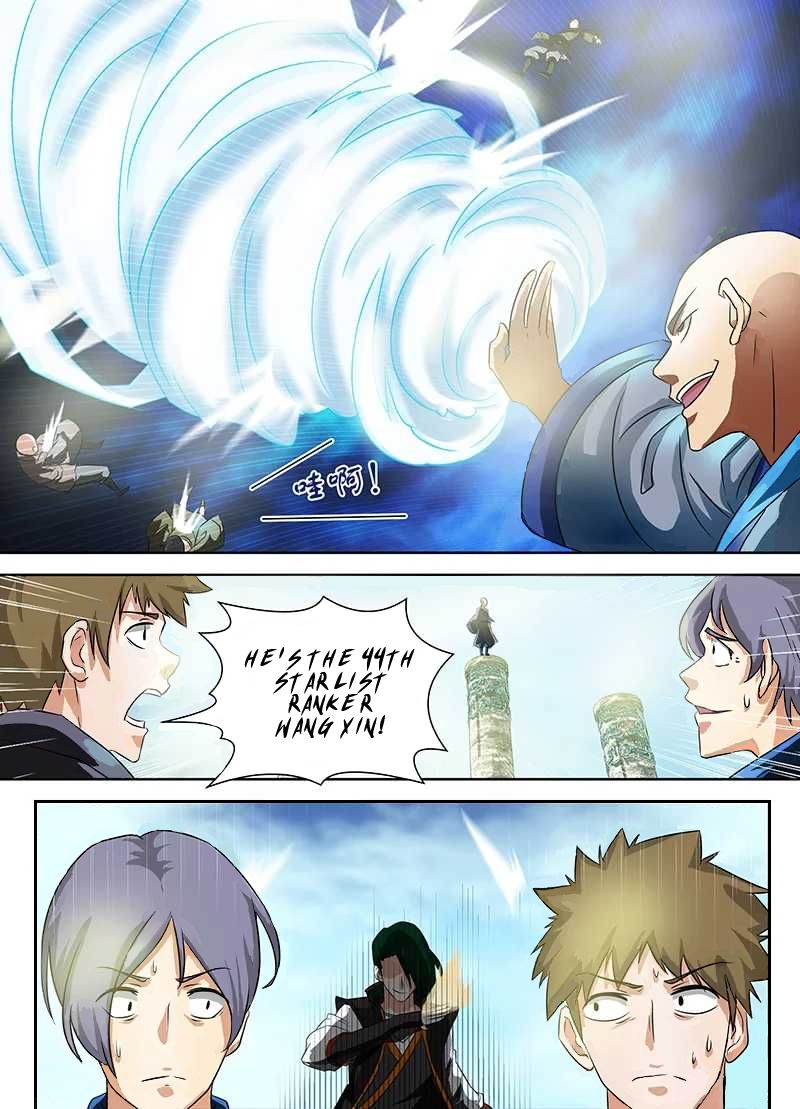 哇啊！
HE'S THE 44TH
STARLIST
RANKER
WANG XIN!